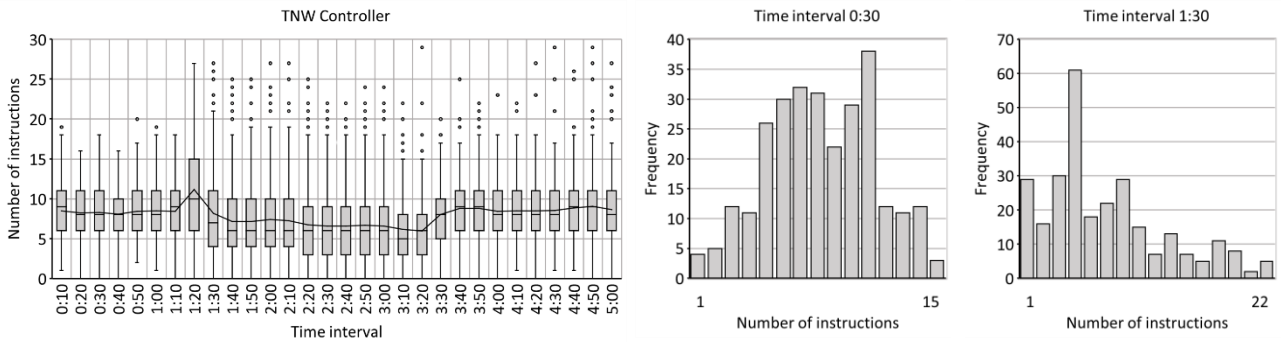 TNW Controller
Number of instructions
30
25
20
15
10
5
0
0:10 0:20 0:30 0:40 0:50 1:00 1:10 1:20 1:30 1:40 1:50 2:00 2:10 2:20 2:30 2:40 2:50 3:00 3:10 3:20 3:30 3:40 3:50 4:00 4:10 4:20 4:30 4:40 4:50 5:00
Time interval
Time interval 0:30
Frequency
40
35
30
25
20
15
10
5
0
1 15
Number of instructions
Time interval 1:30
Frequency
70
60
50
40
30
20
10
0
1 22
Number of instructions